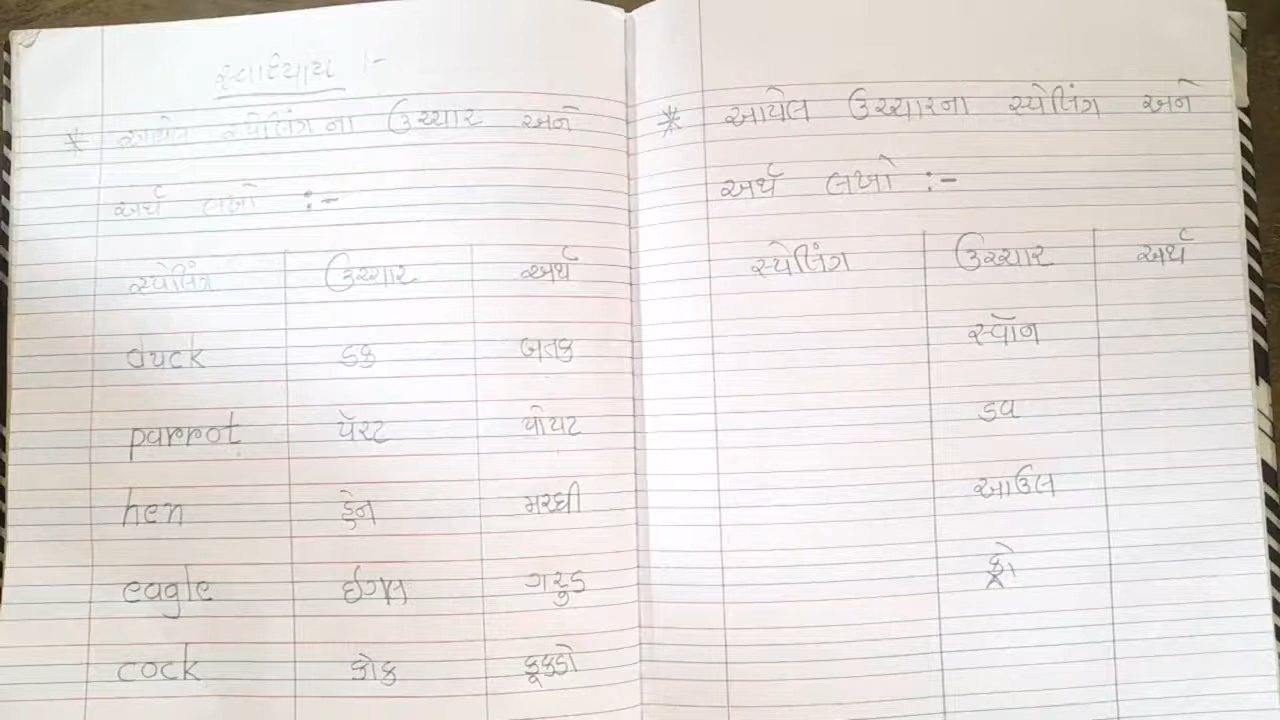 સ્વાધ્યાય :-
* આપેલ સ્પેલિંગના ઉચ્ચાર અને
અર્થ લખો :-
સ્પેલિંગ ઉચ્ચાર અર્થ
duck ડક બતક
parrot પૅરટ પોપટ
hen હેન મરઘી
eagle ઈગલ ગરુડ
cock કોક કૂકડો
* આપેલ ઉચ્ચારના સ્પેલિંગ અને
અર્થ લખો :-
સ્પેલિંગ ઉચ્ચાર અર્થ
સ્વૉન
ડવ
આઉલ
ક્રો